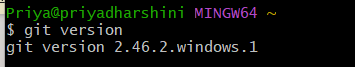 Priya@priyadharshini MINGW64 ~
$ git version
git version 2.46.2.windows.1